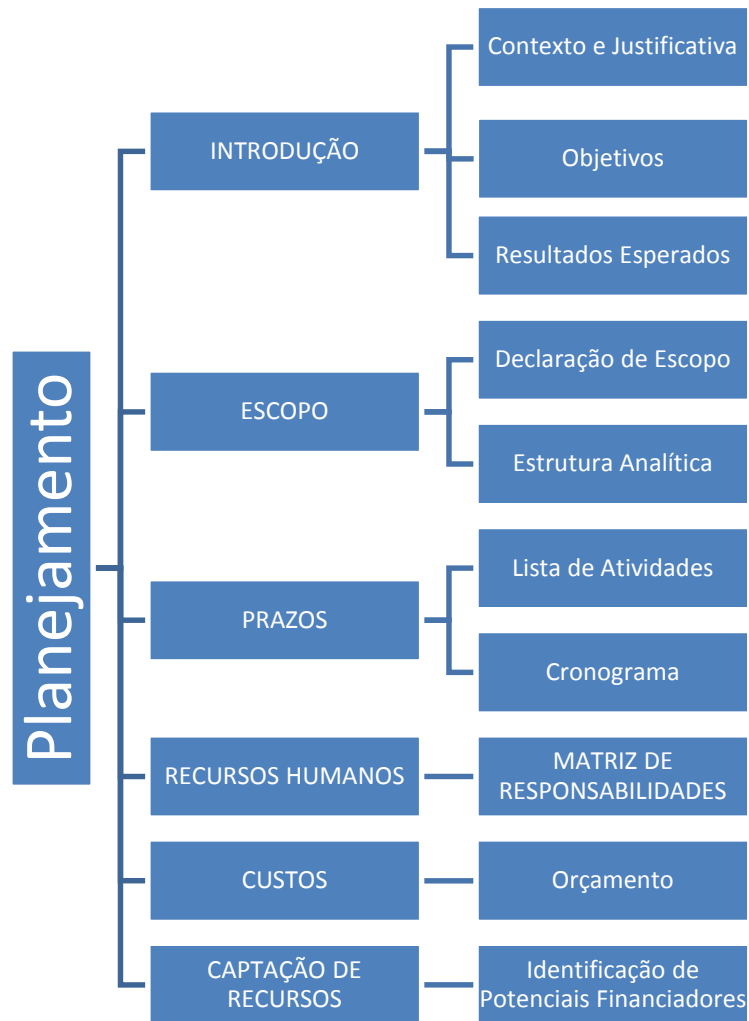 Planejamento
INTRODUÇÃO
Contexto e Justificativa
Objetivos
Resultados Esperados
ESCOPO
Declaração de Escopo
Estrutura Analítica
PRAZOS
Lista de Atividades
Cronograma
RECURSOS HUMANOS
MATRIZ DE
RESPONSABILIDADES
CUSTOS
Orçamento
CAPTAÇÃO DE
RECURSOS
Identificação de
Potenciais Financiadores